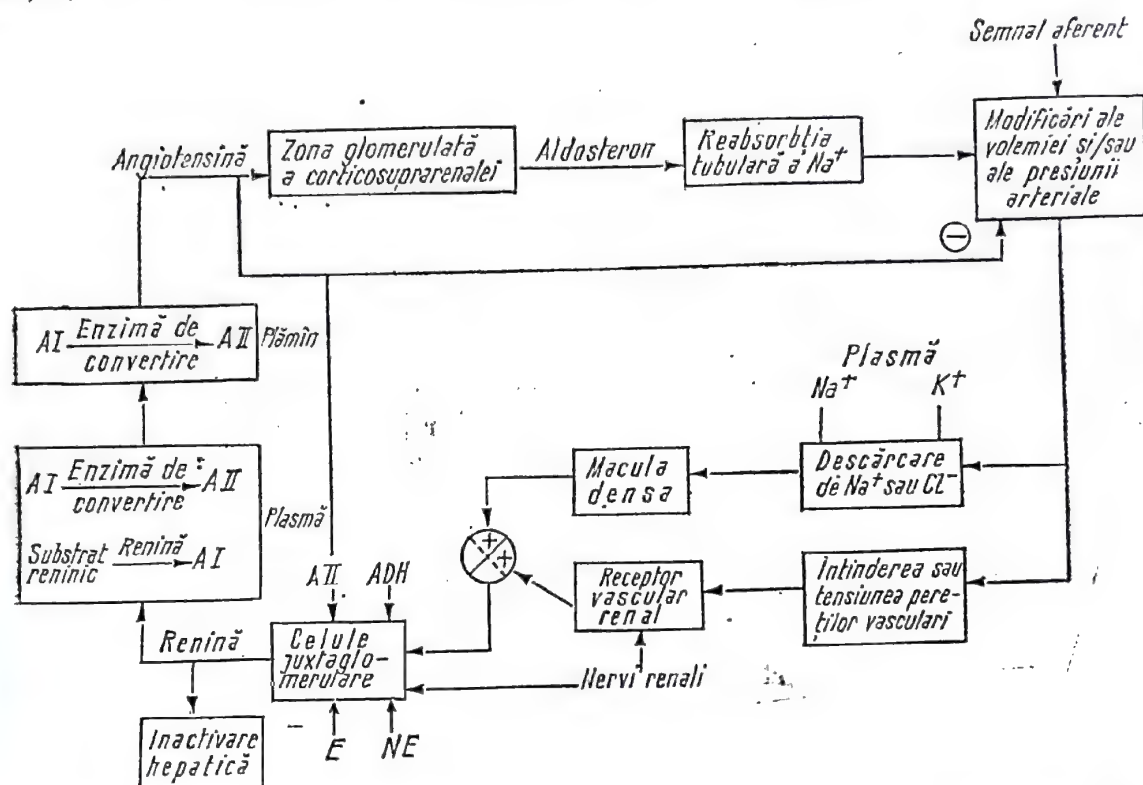 Semnal aferent
Angiotensină
Zona glomerulată
a corticosuprarenalei
Aldosteron
Reabsorbția
tubulară a Na⁺
Modificări ale
volemiei și/sau
ale presiunii
arteriale
−
AI Enzimă de AII Plămîn
convertire
Plasmă
Na⁺ K⁺
AI Enzimă de AII
convertire
Plasmă
Substrat Renină AI
reninic
Macula
densa
Descărcare
de Na⁺ sau Cl⁻
+
+
AII ADH
Receptor
vascular
renal
Intinderea sau
tensiunea pere-
ților vasculari
Renină
Celule
juxtaglo-
merulare
Nervi renali
−
E NE
Inactivare
hepatică